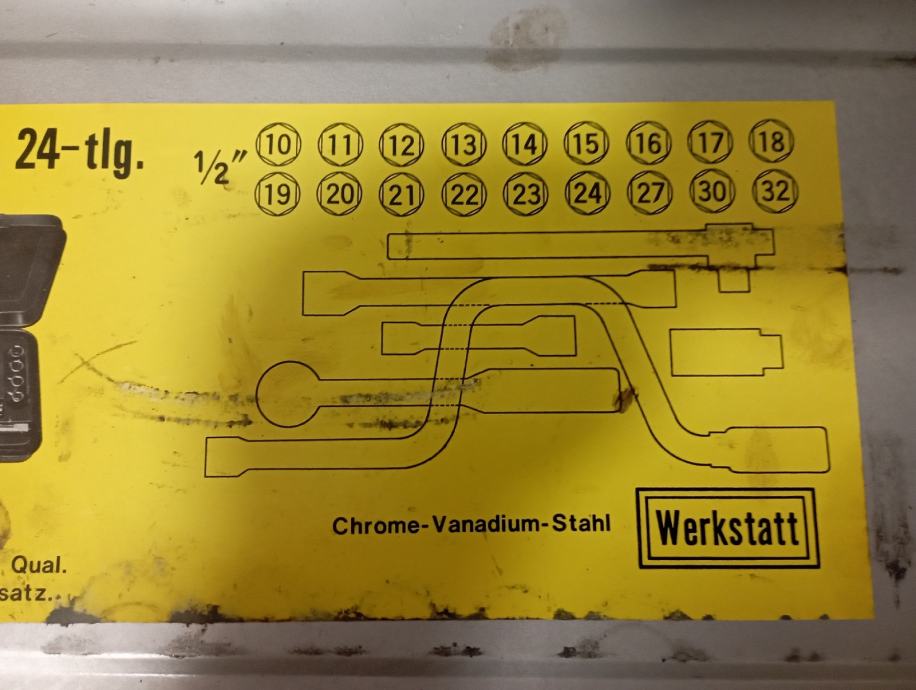 24-tlg.
1/2" 10 11 12 13 14 15 16 17 18
19 20 21 22 23 24 27 30 32
Chrome-Vanadium-Stahl
Werkstatt
Qual.
satz..